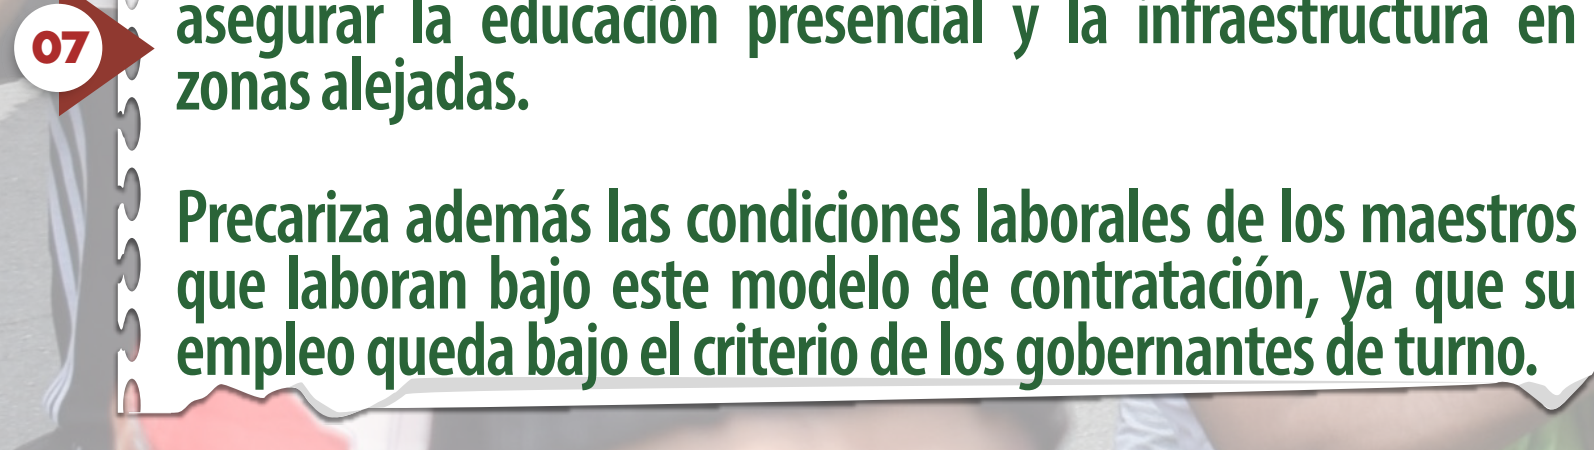 07
asegurar la educación presencial y la infraestructura en
zonas alejadas.
Precariza además las condiciones laborales de los maestros
que laboran bajo este modelo de contratación, ya que su
empleo queda bajo el criterio de los gobernantes de turno.